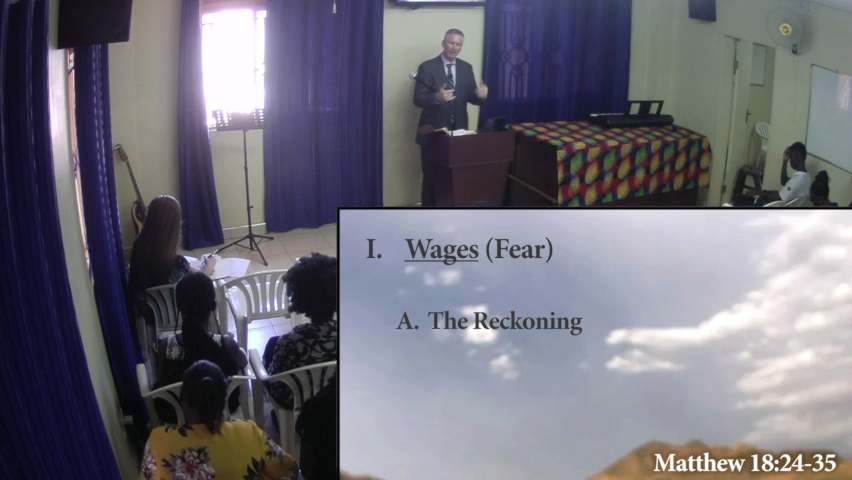 I. Wages (Fear)
A. The Reckoning
Matthew 18:24-35